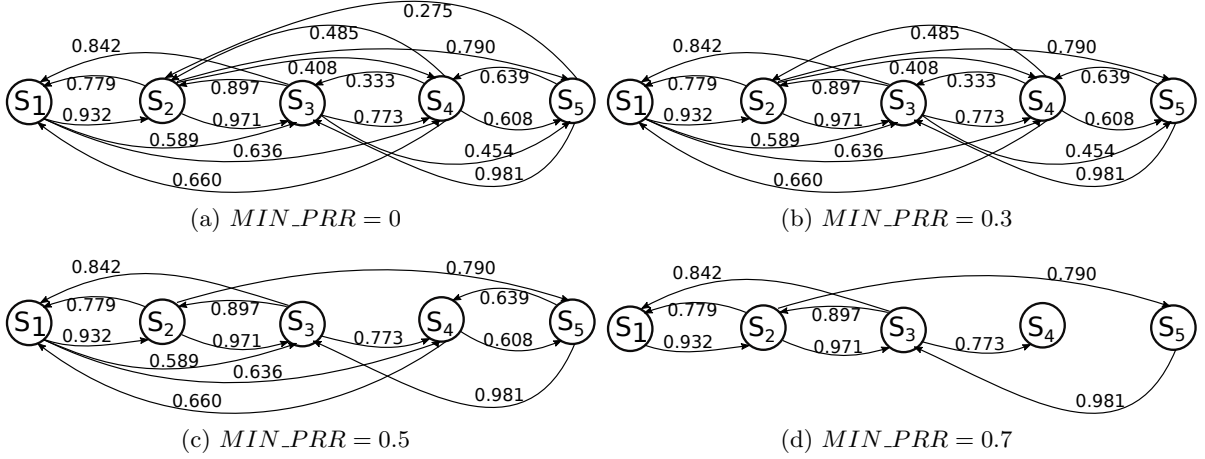 0.275
0.842 0.485 0.790
0.779 0.897 0.408 0.333 0.639
S1 S2 S3 S4 S5
0.932 0.971 0.773 0.608
0.589 0.636 0.454
0.660 0.981
(a) MIN_PRR = 0
0.842 0.485 0.790
0.779 0.897 0.408 0.333 0.639
S1 S2 S3 S4 S5
0.932 0.971 0.773 0.608
0.589 0.636 0.454
0.660 0.981
(b) MIN_PRR = 0.3
0.842 0.790
0.779 0.897 0.639
S1 S2 S3 S4 S5
0.932 0.971 0.773 0.608
0.589 0.636
0.660 0.981
(c) MIN_PRR = 0.5
0.842 0.790
0.779 0.897
S1 S2 S3 S4 S5
0.932 0.971 0.773
0.981
(d) MIN_PRR = 0.7